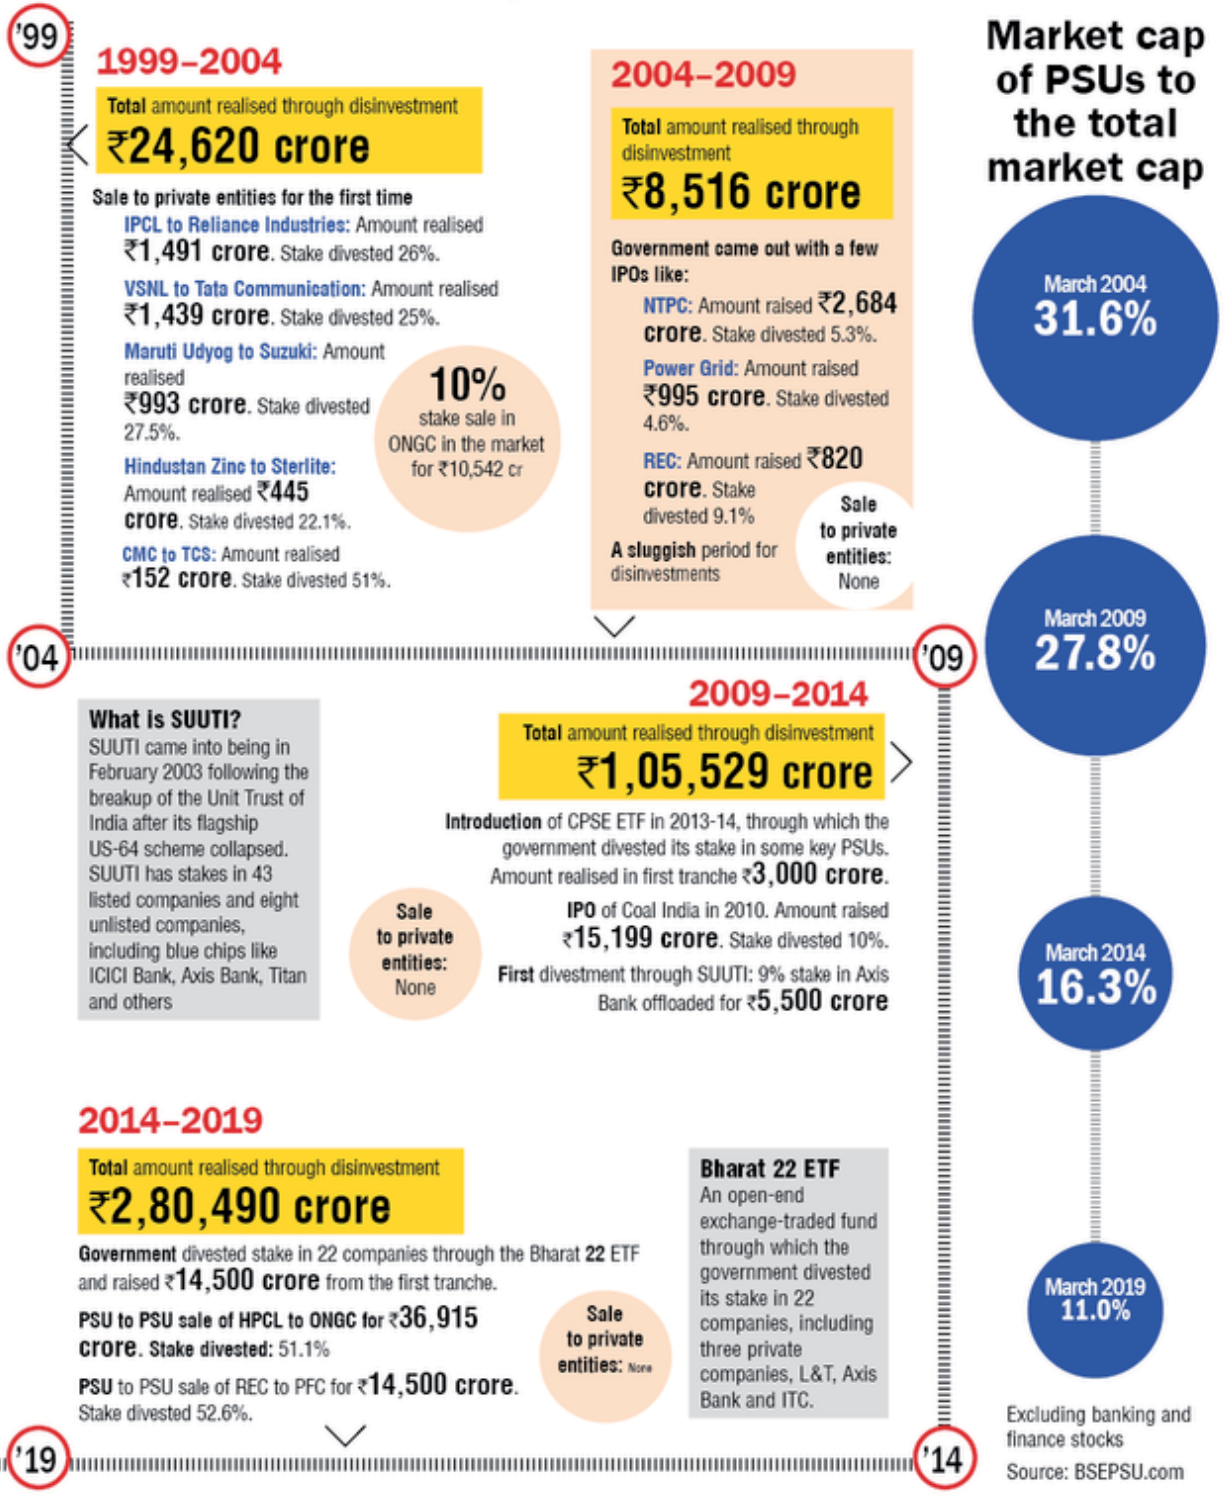 '99
1999–2004
Total amount realised through disinvestment
₹24,620 crore
Sale to private entities for the first time
IPCL to Reliance Industries: Amount realised
₹1,491 crore. Stake divested 26%.
VSNL to Tata Communication: Amount realised
₹1,439 crore. Stake divested 25%.
Maruti Udyog to Suzuki: Amount
realised
₹993 crore. Stake divested
27.5%.
Hindustan Zinc to Sterlite:
Amount realised ₹445
crore. Stake divested 22.1%.
CMC to TCS: Amount realised
₹152 crore. Stake divested 51%.
10%
stake sale in
ONGC in the market
for ₹10,542 cr
2004–2009
Total amount realised through
disinvestment
₹8,516 crore
Government came out with a few
IPOs like:
NTPC: Amount raised ₹2,684
crore. Stake divested 5.3%.
Power Grid: Amount raised
₹995 crore. Stake divested
4.6%.
REC: Amount raised ₹820
crore. Stake
divested 9.1%
A sluggish period for
disinvestments
Sale
to private
entities:
None
'04
'09
What is SUUTI?
SUUTI came into being in
February 2003 following the
breakup of the Unit Trust of
India after its flagship
US-64 scheme collapsed.
SUUTI has stakes in 43
listed companies and eight
unlisted companies,
including blue chips like
ICICI Bank, Axis Bank, Titan
and others
2009–2014
Total amount realised through disinvestment
₹1,05,529 crore
Introduction of CPSE ETF in 2013-14, through which the
government divested its stake in some key PSUs.
Amount realised in first tranche ₹3,000 crore.
IPO of Coal India in 2010. Amount raised
₹15,199 crore. Stake divested 10%.
First divestment through SUUTI: 9% stake in Axis
Bank offloaded for ₹5,500 crore
Sale
to private
entities:
None
2014–2019
Total amount realised through disinvestment
₹2,80,490 crore
Government divested stake in 22 companies through the Bharat 22 ETF
and raised ₹14,500 crore from the first tranche.
PSU to PSU sale of HPCL to ONGC for ₹36,915
crore. Stake divested: 51.1%
PSU to PSU sale of REC to PFC for ₹14,500 crore.
Stake divested 52.6%.
Sale
to private
entities: None
Bharat 22 ETF
An open-end
exchange-traded fund
through which the
government divested
its stake in 22
companies, including
three private
companies, L&T, Axis
Bank and ITC.
'19
'14
Market cap
of PSUs to
the total
market cap
March 2004
31.6%
March 2009
27.8%
March 2014
16.3%
March 2019
11.0%
Excluding banking and
finance stocks
Source: BSEPSU.com